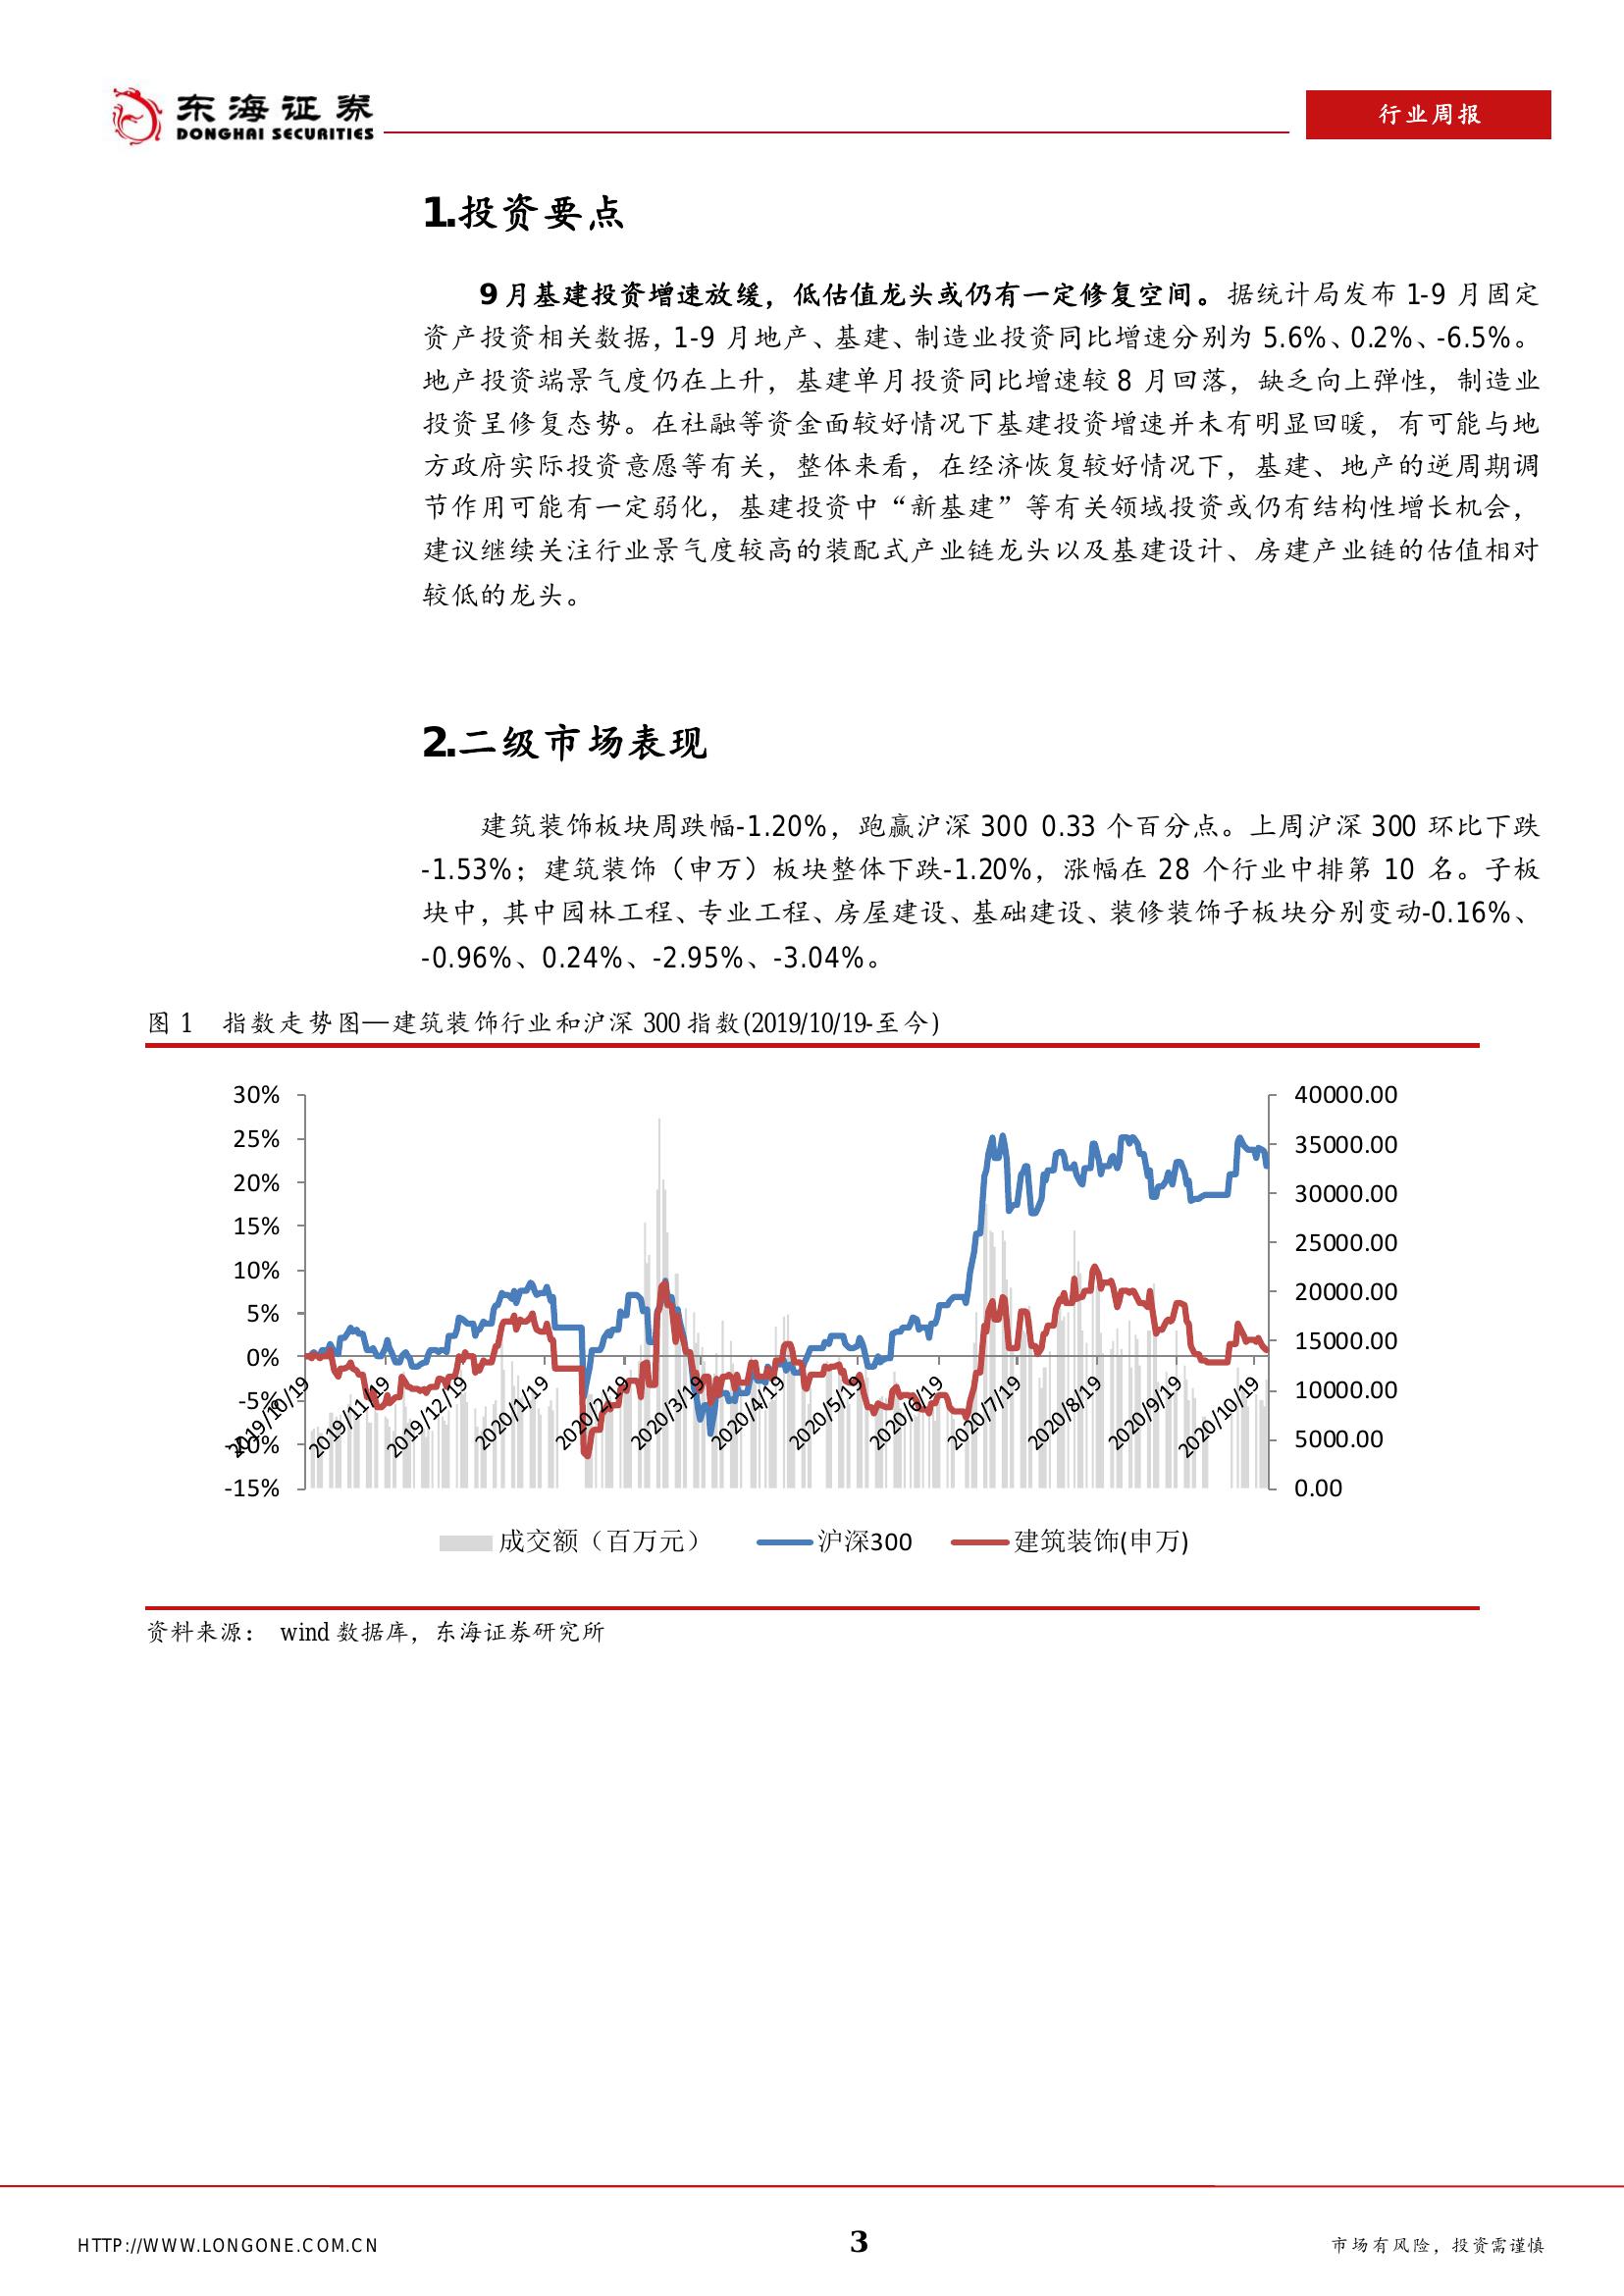 东海证券
DONGHAI SECURITIES
行业周报
1.投资要点
9月基建投资增速放缓，低估值龙头或仍有一定修复空间。据统计局发布 1-9 月固定
资产投资相关数据，1-9 月地产、基建、制造业投资同比增速分别为 5.6%、0.2%、-6.5%。
地产投资端景气度仍在上升，基建单月投资同比增速较 8 月回落，缺乏向上弹性，制造业
投资呈修复态势。在社融等资金面较好情况下基建投资增速并未有明显回暖，有可能与地
方政府实际投资意愿等有关，整体来看，在经济恢复较好情况下，基建、地产的逆周期调
节作用可能有一定弱化，基建投资中“新基建”等有关领域投资或仍有结构性增长机会，
建议继续关注行业景气度较高的装配式产业链龙头以及基建设计、房建产业链的估值相对
较低的龙头。
2.二级市场表现
建筑装饰板块周跌幅-1.20%，跑赢沪深 300 0.33 个百分点。上周沪深 300 环比下跌
-1.53%；建筑装饰（申万）板块整体下跌-1.20%，涨幅在 28 个行业中排第 10 名。子板
块中，其中园林工程、专业工程、房屋建设、基础建设、装修装饰子板块分别变动-0.16%、
-0.96%、0.24%、-2.95%、-3.04%。
图 1 指数走势图—建筑装饰行业和沪深 300 指数(2019/10/19-至今)
30%
25%
20%
15%
10%
5%
0%
-5%
-10%
-15%
40000.00
35000.00
30000.00
25000.00
20000.00
15000.00
10000.00
5000.00
0.00
2019/10/19
2019/11/19
2019/12/19
2020/1/19
2020/2/19
2020/3/19
2020/4/19
2020/5/19
2020/6/19
2020/7/19
2020/8/19
2020/9/19
2020/10/19
成交额（百万元） 沪深300 建筑装饰(申万)
资料来源： wind 数据库，东海证券研究所
HTTP://WWW.LONGONE.COM.CN 3 市场有风险，投资需谨慎